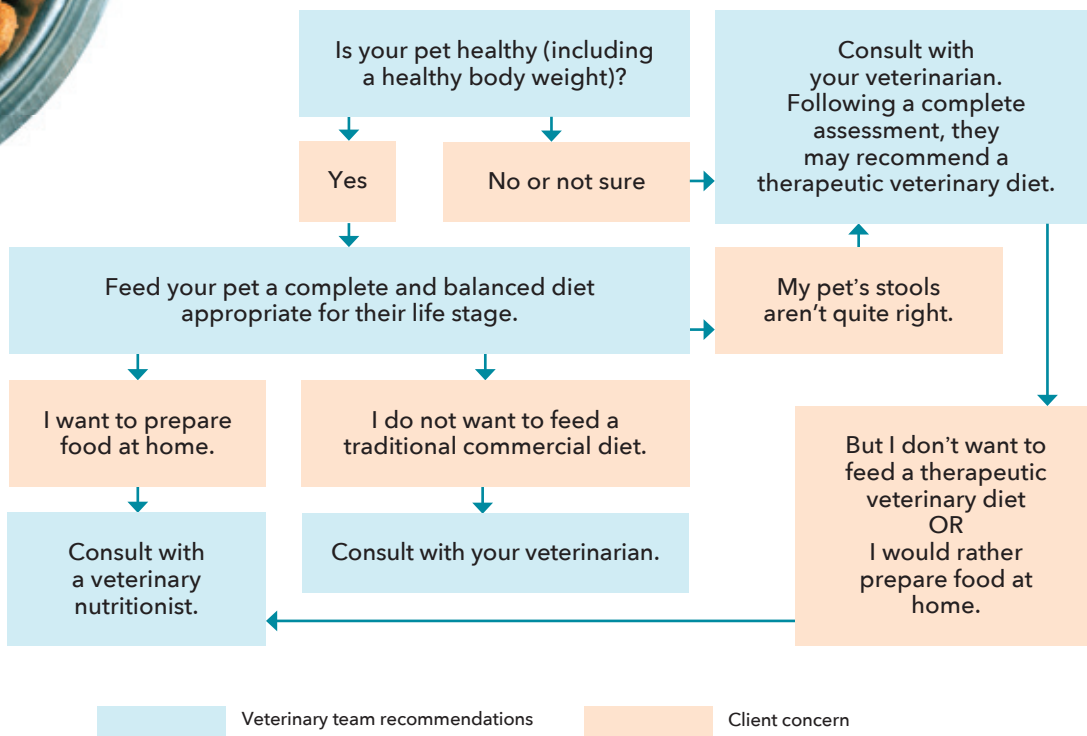 Is your pet healthy (including
a healthy body weight)?
Consult with
your veterinarian.
Following a complete
assessment, they
may recommend a
therapeutic veterinary diet.
Yes
No or not sure
Feed your pet a complete and balanced diet
appropriate for their life stage.
My pet’s stools
aren’t quite right.
I want to prepare
food at home.
I do not want to feed a
traditional commercial diet.
But I don’t want to
feed a therapeutic
veterinary diet
OR
I would rather
prepare food at
home.
Consult with
a veterinary
nutritionist.
Consult with your veterinarian.
Veterinary team recommendations
Client concern